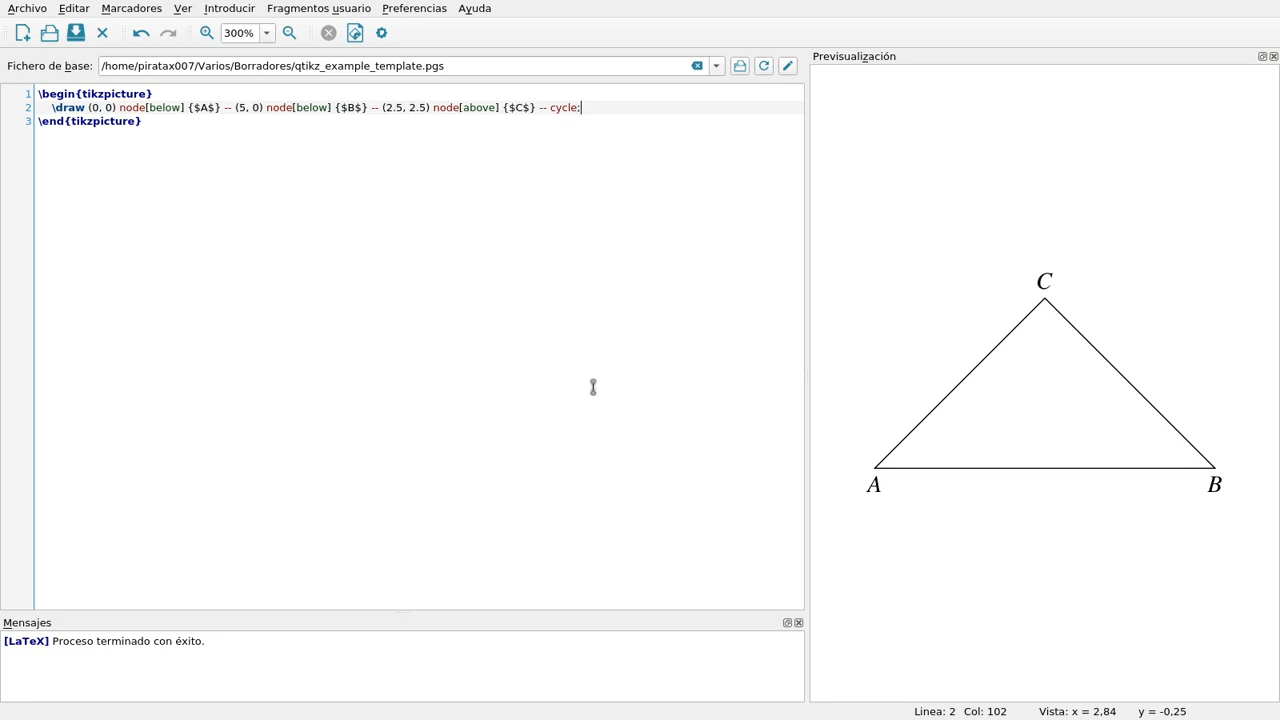 Archivo Editar Marcadores Ver Introducir Fragmentos usuario Preferencias Ayuda
300%
Fichero de base: /home/piratax007/Varios/Borradores/qtikz_example_template.pgs
Previsualización
1 \begin{tikzpicture}
2 \draw (0, 0) node[below] {$A$} -- (5, 0) node[below] {$B$} -- (2.5, 2.5) node[above] {$C$} -- cycle;
3 \end{tikzpicture}
C
A B
Mensajes
[LaTeX] Proceso terminado con éxito.
Linea: 2 Col: 102 Vista: x = 2,84 y = -0,25